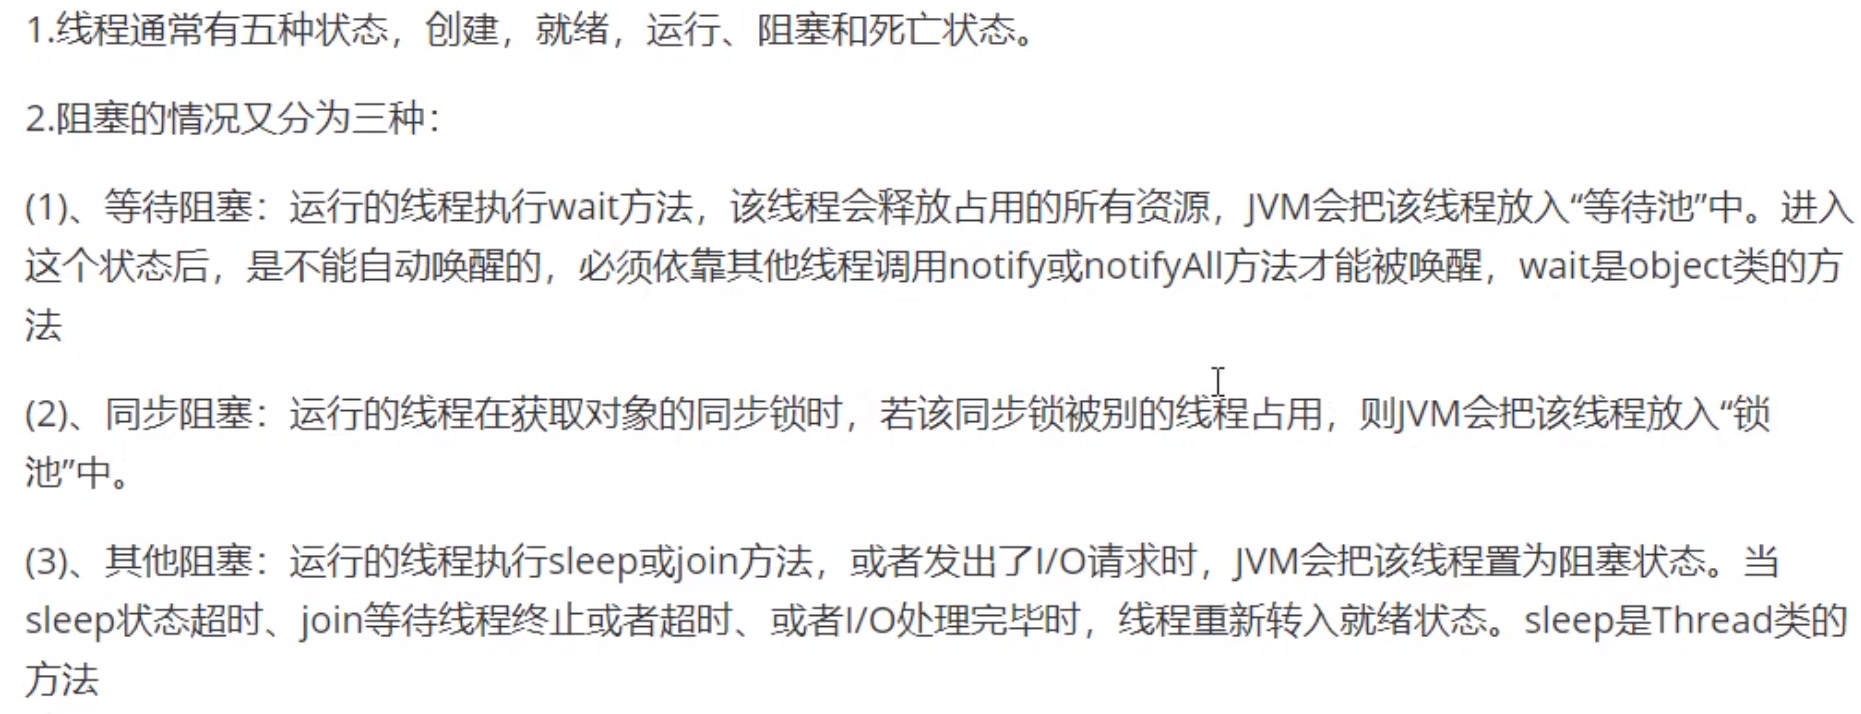 1.线程通常有五种状态，创建，就绪，运行、阻塞和死亡状态。
2.阻塞的情况又分为三种：
(1)、等待阻塞：运行的线程执行wait方法，该线程会释放占用的所有资源，JVM会把该线程放入“等待池”中。进入
这个状态后，是不能自动唤醒的，必须依靠其他线程调用notify或notifyAll方法才能被唤醒，wait是object类的方
法
(2)、同步阻塞：运行的线程在获取对象的同步锁时，若该同步锁被别的线程占用，则JVM会把该线程放入“锁
池”中。
(3)、其他阻塞：运行的线程执行sleep或join方法，或者发出了I/O请求时，JVM会把该线程置为阻塞状态。当
sleep状态超时、join等待线程终止或者超时、或者I/O处理完毕时，线程重新转入就绪状态。sleep是Thread类的
方法